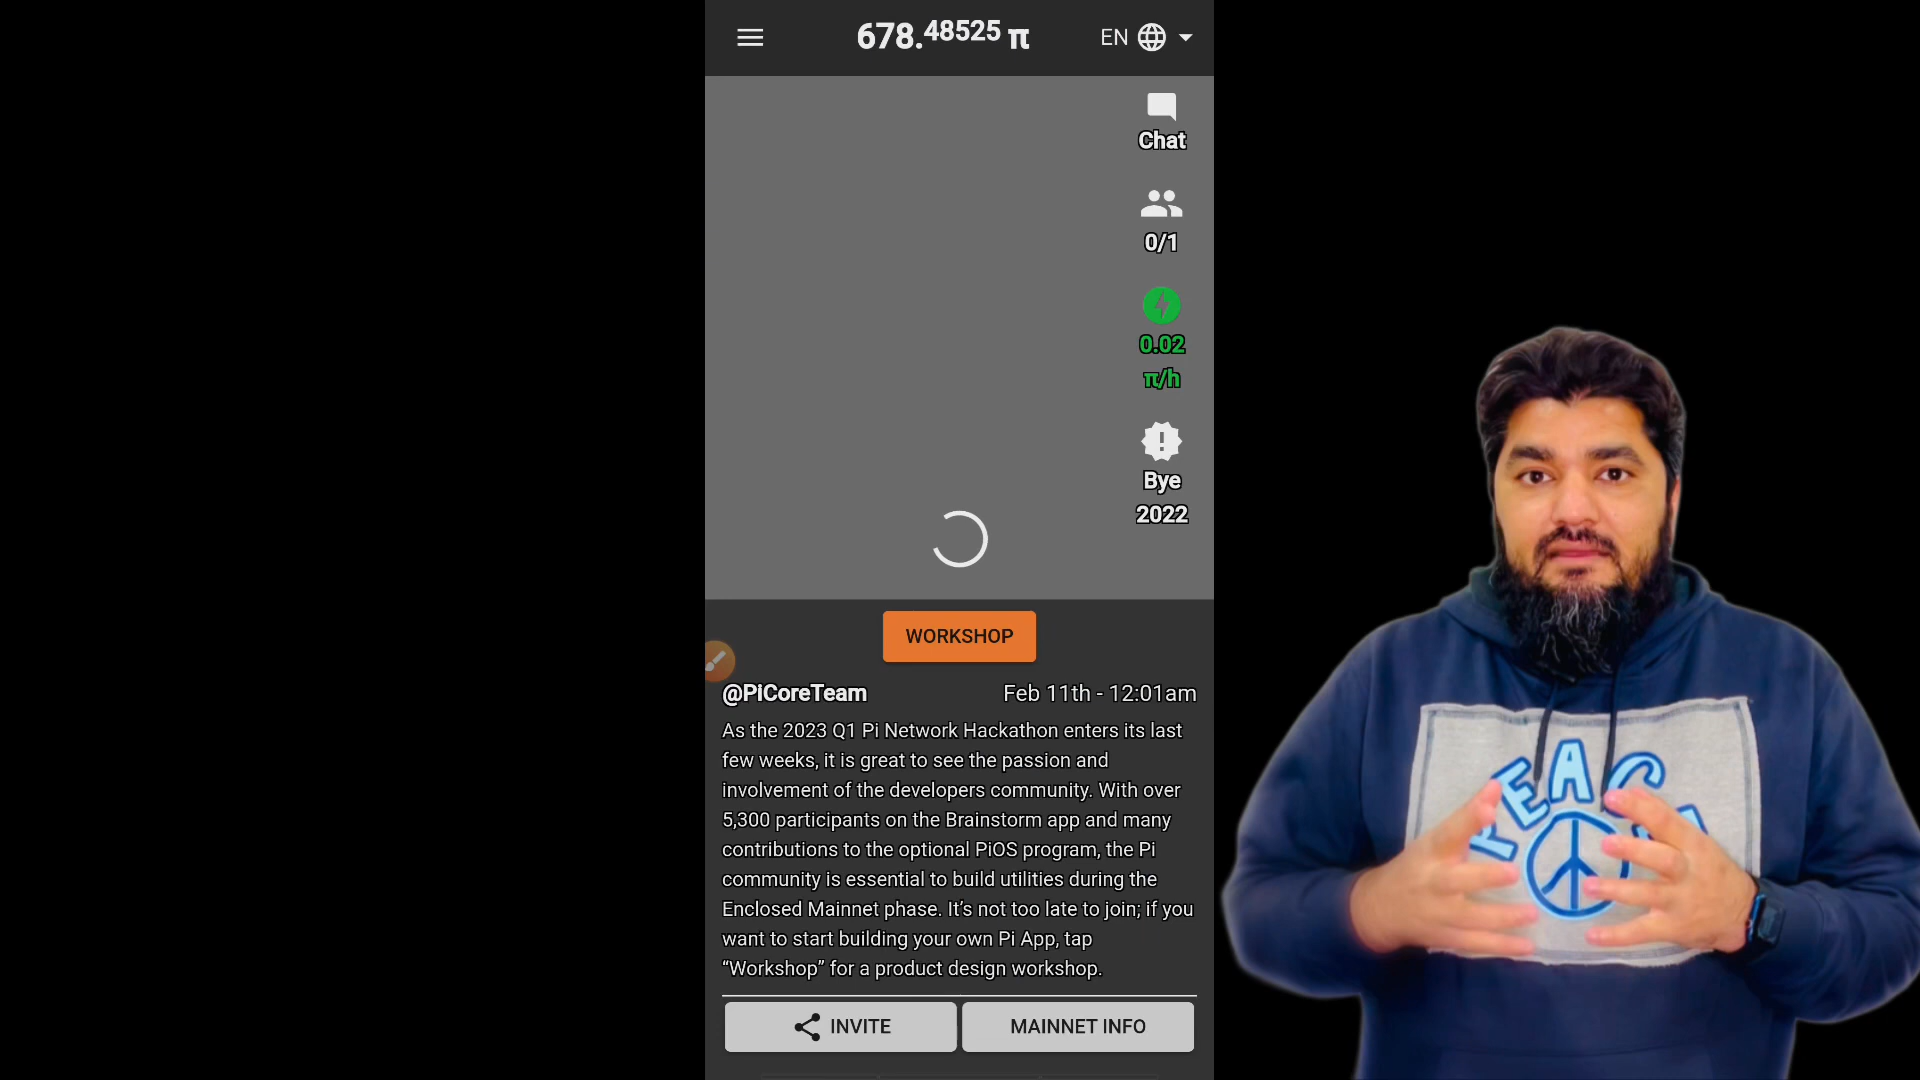 678.48525 π
EN
Chat
0/1
0.02
π/h
Bye
2022
WORKSHOP
@PiCoreTeam
Feb 11th - 12:01am
As the 2023 Q1 Pi Network Hackathon enters its last
few weeks, it is great to see the passion and
involvement of the developers community. With over
5,300 participants on the Brainstorm app and many
contributions to the optional PiOS program, the Pi
community is essential to build utilities during the
Enclosed Mainnet phase. It’s not too late to join; if you
want to start building your own Pi App, tap
“Workshop” for a product design workshop.
INVITE
MAINNET INFO
PEAC